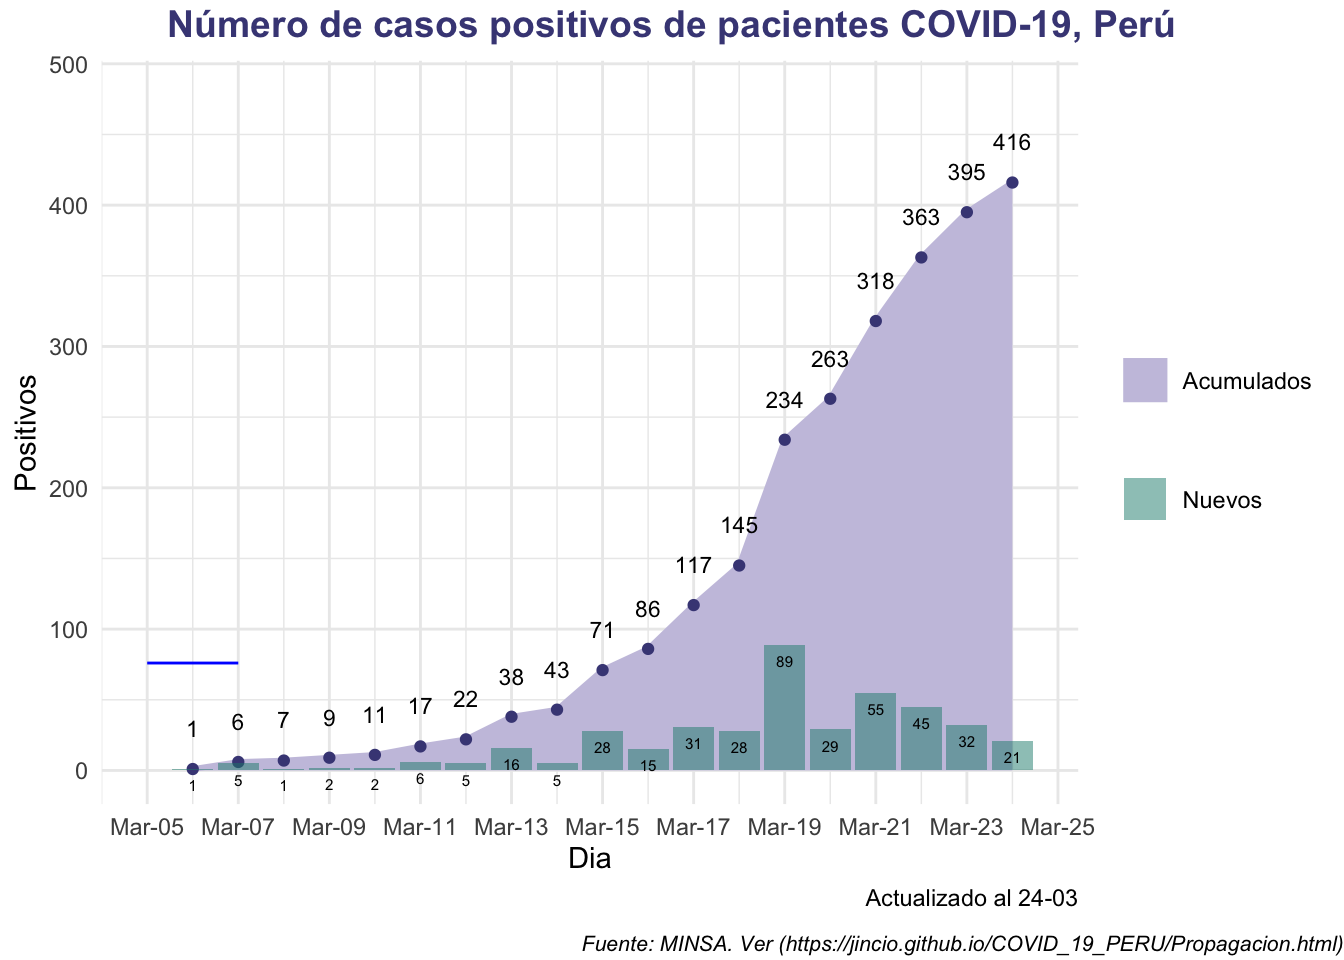 Número de casos positivos de pacientes COVID-19, Perú
500
416
395
400
363
318
300
263
234
Acumulados
Positivos
200
Nuevos
145
117
100
86
71
89
38 43
1 6 7 9 11 17 22
55
45
28 15 31 28 29 32 21
16
0
1 5 1 2 2 6 5 5
Mar-05 Mar-07 Mar-09 Mar-11 Mar-13 Mar-15 Mar-17 Mar-19 Mar-21 Mar-23 Mar-25
Dia
Actualizado al 24-03
Fuente: MINSA. Ver (https://jincio.github.io/COVID_19_PERU/Propagacion.html)